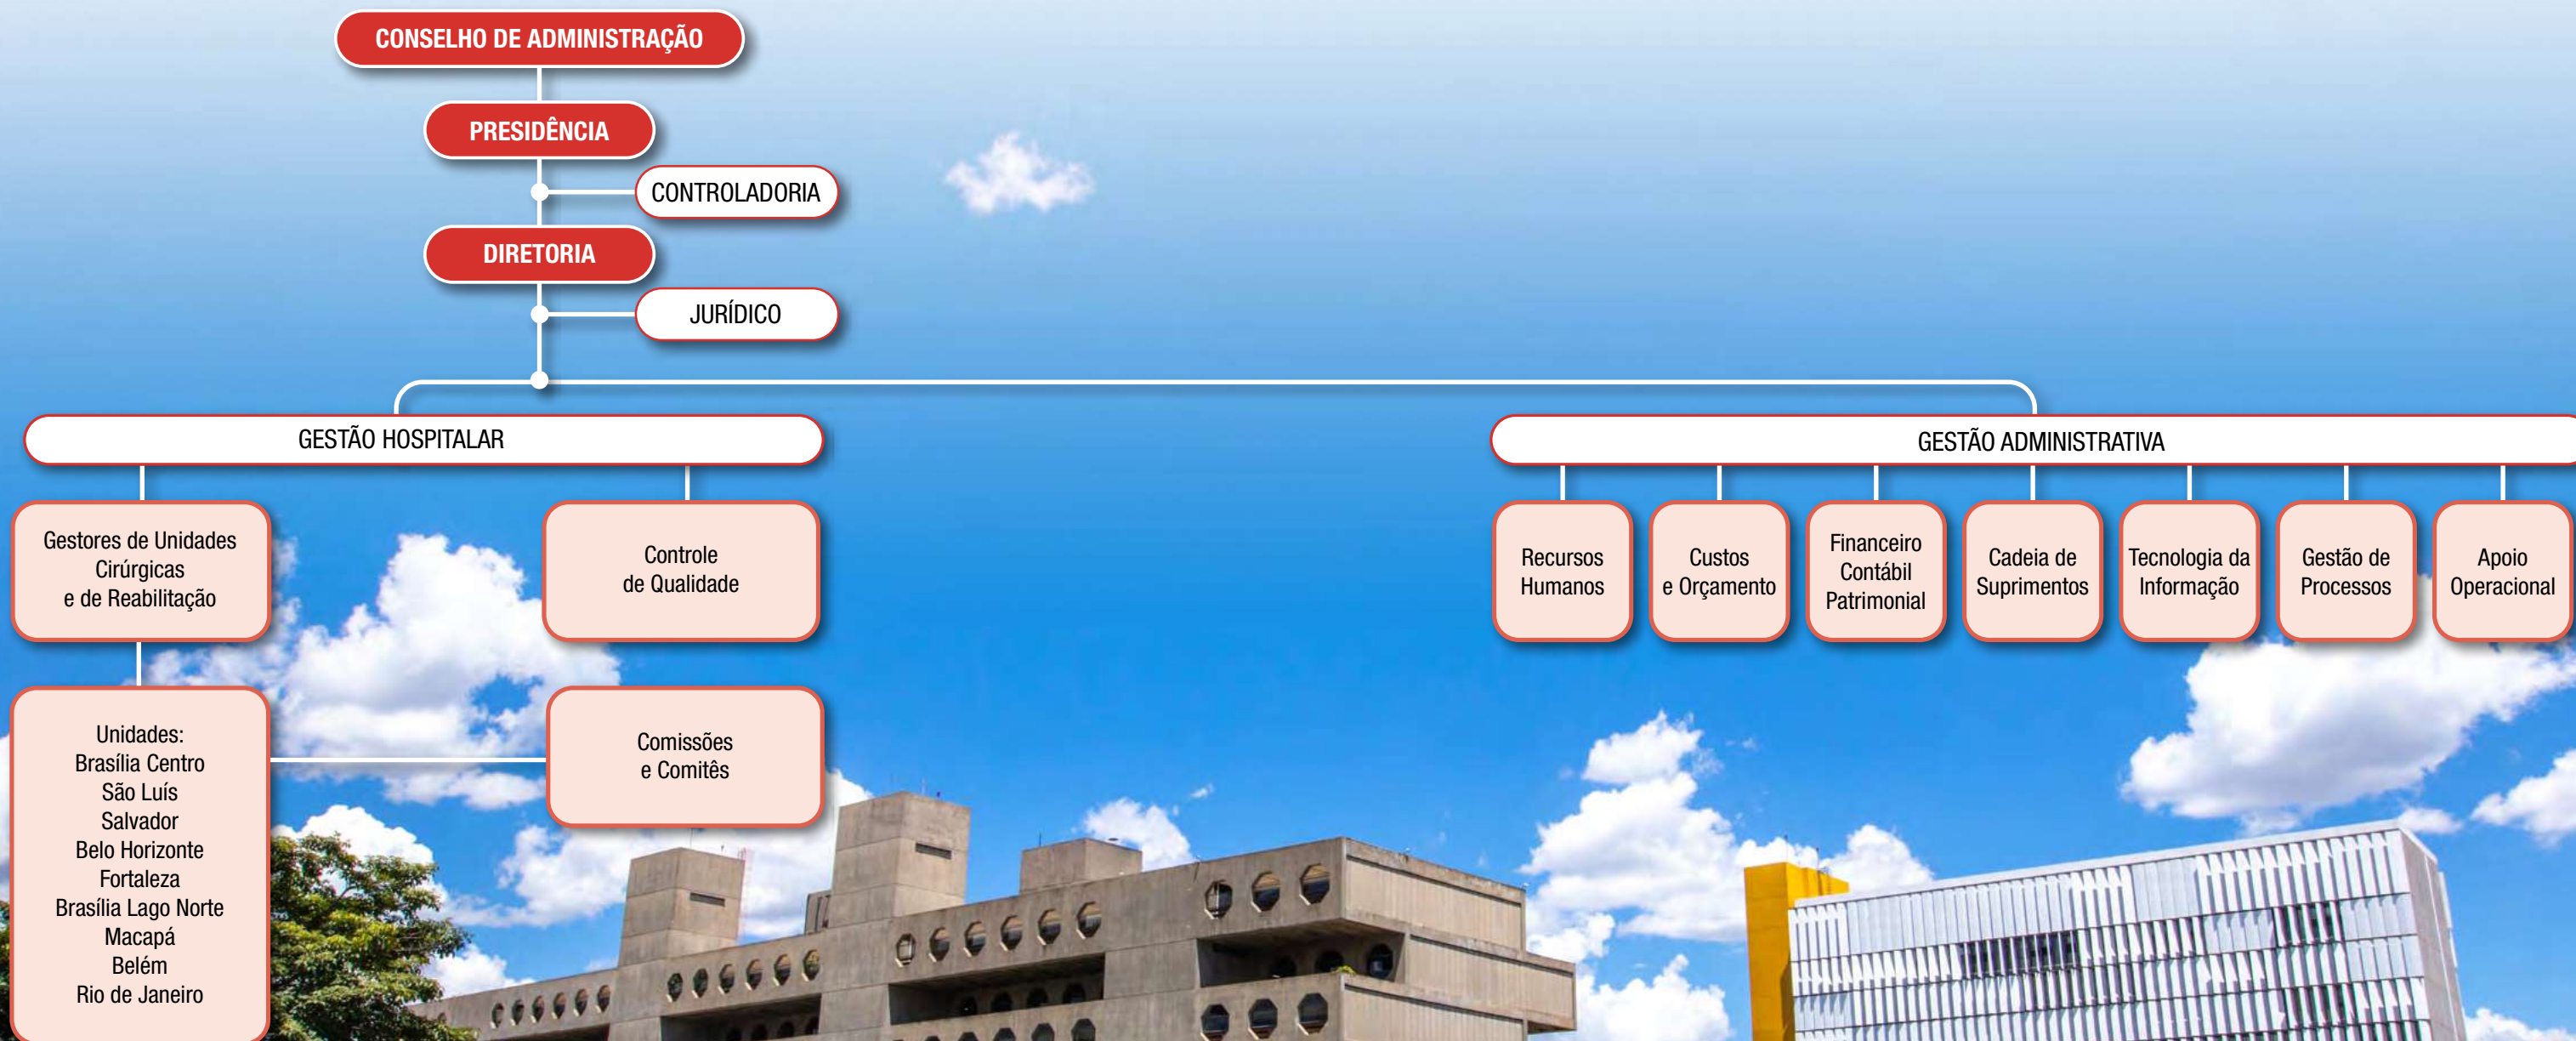 CONSELHO DE ADMINISTRAÇÃO
PRESIDÊNCIA
CONTROLADORIA
DIRETORIA
JURÍDICO
GESTÃO HOSPITALAR
GESTÃO ADMINISTRATIVA
Gestores de Unidades
Cirúrgicas
e de Reabilitação
Controle
de Qualidade
Recursos
Humanos
Custos
e Orçamento
Financeiro
Contábil
Patrimonial
Cadeia de
Suprimentos
Tecnologia da
Informação
Gestão de
Processos
Apoio
Operacional
Unidades:
Brasília Centro
São Luís
Salvador
Belo Horizonte
Fortaleza
Brasília Lago Norte
Macapá
Belém
Rio de Janeiro
Comissões
e Comitês